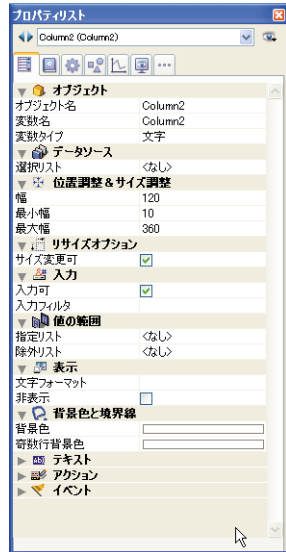 プロパティリスト
Column2 (Column2)
オブジェクト
オブジェクト名 Column2
変数名 Column2
変数タイプ 文字
データソース
選択リスト <なし>
位置調整＆サイズ調整
幅 120
最小幅 10
最大幅 360
リサイズオプション
サイズ変更可
入力
入力可
入力フィルタ
値の範囲
指定リスト <なし>
除外リスト <なし>
表示
文字フォーマット
非表示
背景色と境界線
背景色
奇数行背景色
テキスト
アクション
イベント